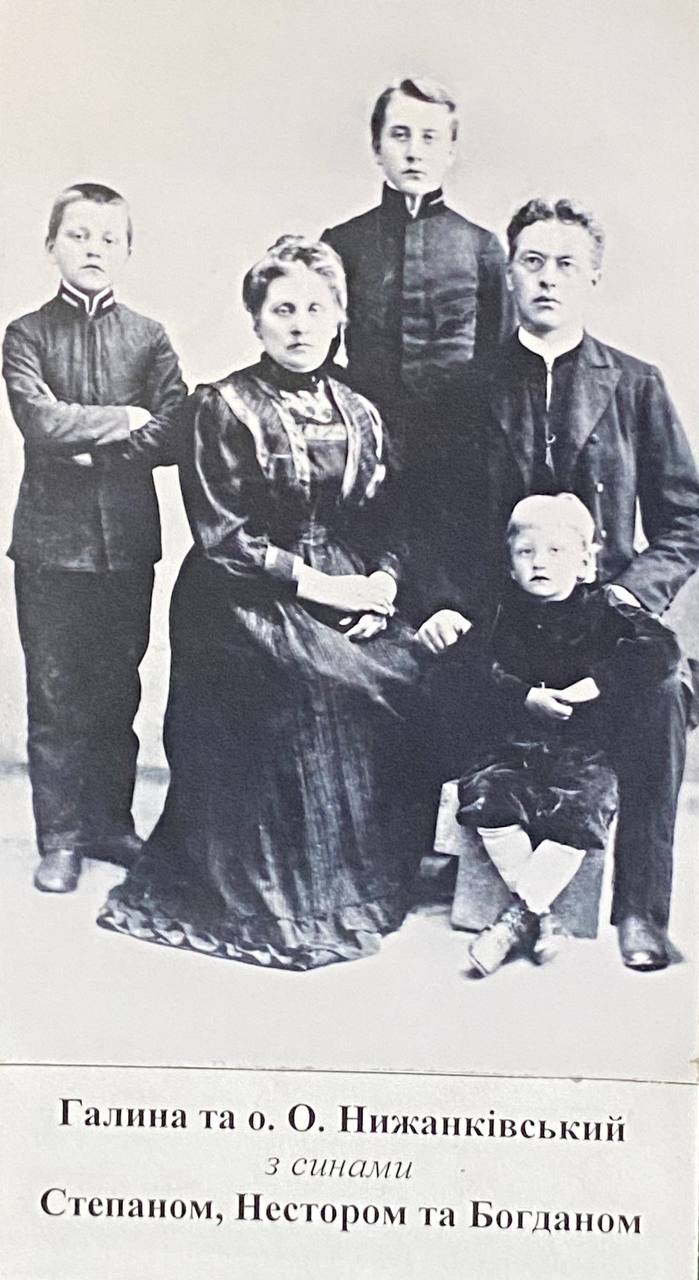 Галина та о. О. Нижанківський
з синами
Степаном, Нестором та Богданом